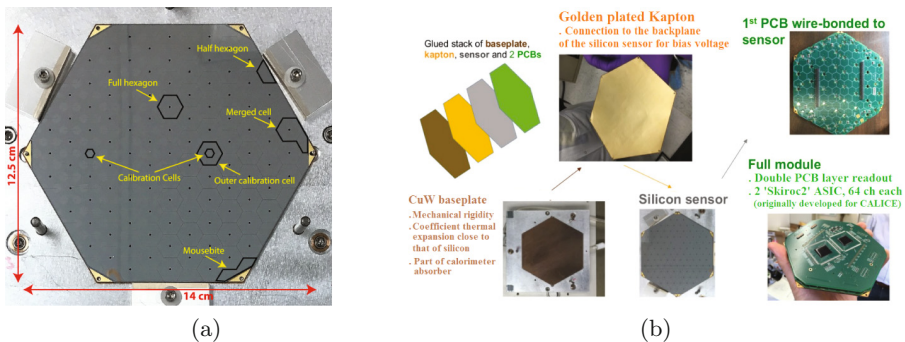 Half hexagon
Full hexagon
Merged cell
Calibration Cells
Outer calibration cell
Mousebite
12.5 cm
14 cm
(a)
Glued stack of baseplate,
kapton, sensor and 2 PCBs
Golden plated Kapton
. Connection to the backplane
of the silicon sensor for bias voltage
1st PCB wire-bonded to
sensor
CuW baseplate
. Mechanical rigidity
. Coefficient thermal
expansion close to
that of silicon
. Part of calorimeter
absorber
Silicon sensor
Full module
. Double PCB layer readout
. 2 'Skiroc2' ASIC, 64 ch each
(originally developed for CALICE)
(b)